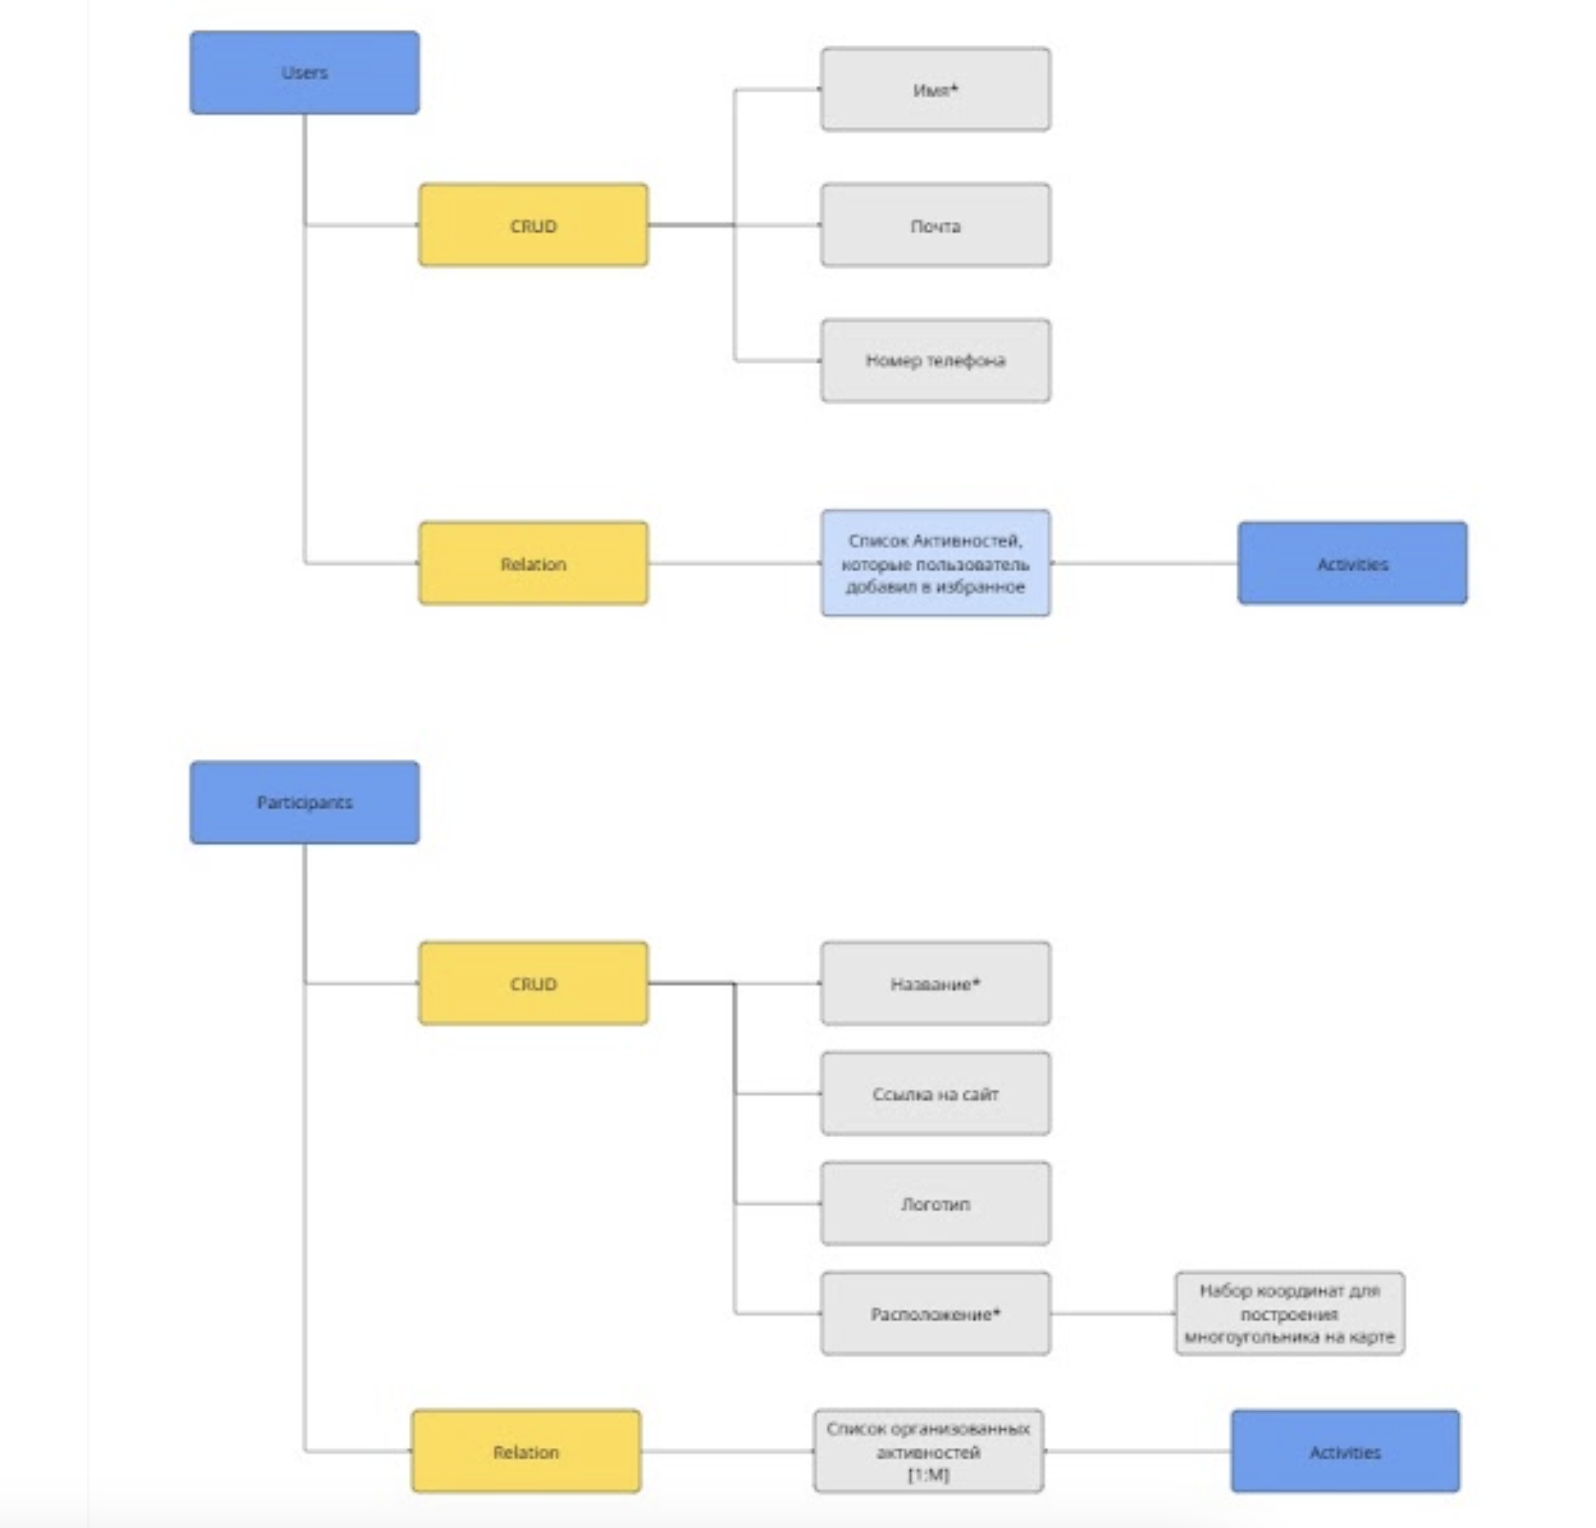 Users
Имя*
CRUD
Почта
Номер телефона
Relation
Список Активностей,
которые пользователь
добавил в избранное
Activities
Participants
CRUD
Название*
Ссылка на сайт
Логотип
Расположение*
Набор координат для
построения
многоугольника на карте
Relation
Список организованных
активностей
[1:M]
Activities